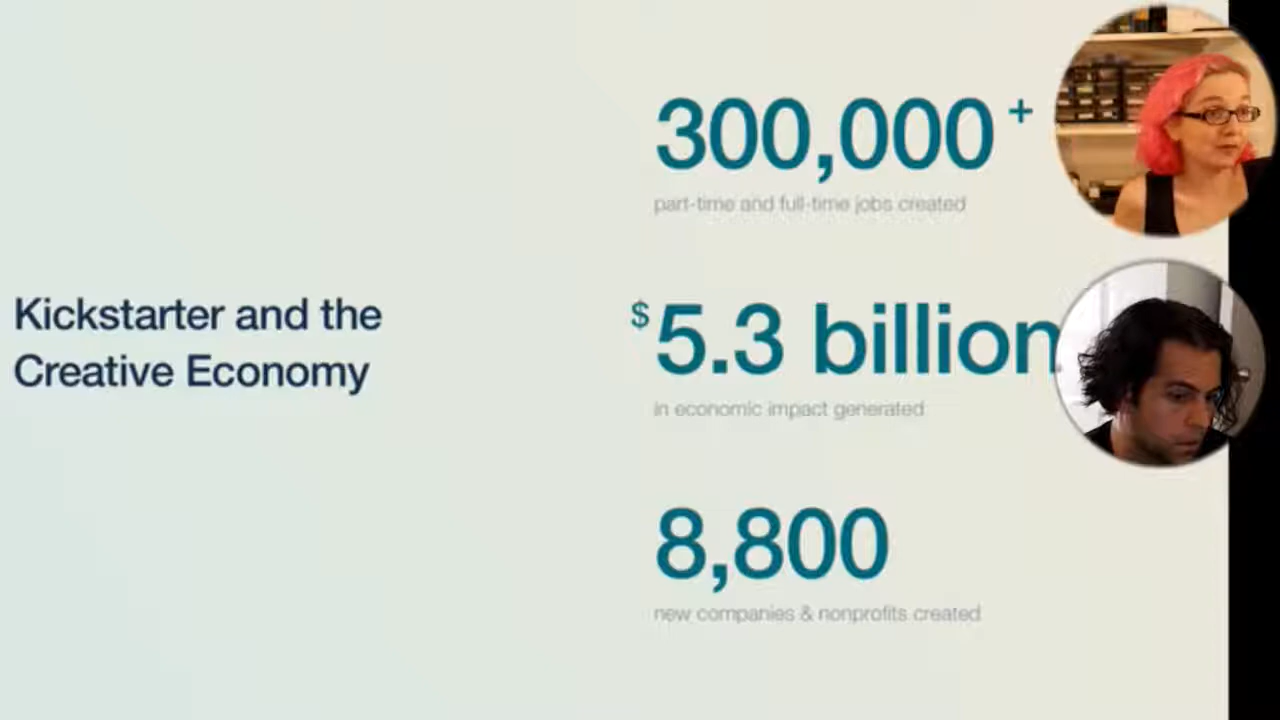 Kickstarter and the
Creative Economy
300,000+
part-time and full-time jobs created
$5.3 billion
in economic impact generated
8,800
new companies & nonprofits created